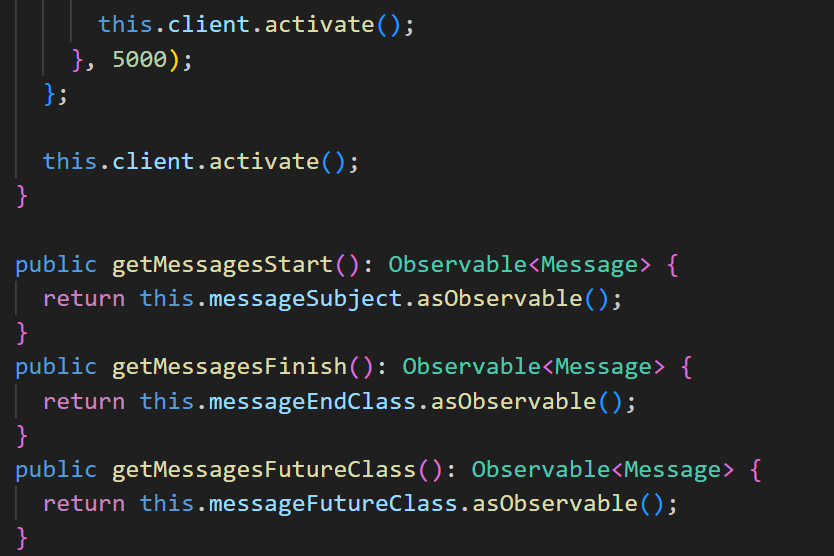 this.client.activate();
}, 5000);
};
this.client.activate();
}
public getMessagesStart(): Observable<Message> {
return this.messageSubject.asObservable();
}
public getMessagesFinish(): Observable<Message> {
return this.messageEndClass.asObservable();
}
public getMessagesFutureClass(): Observable<Message> {
return this.messageFutureClass.asObservable();
}